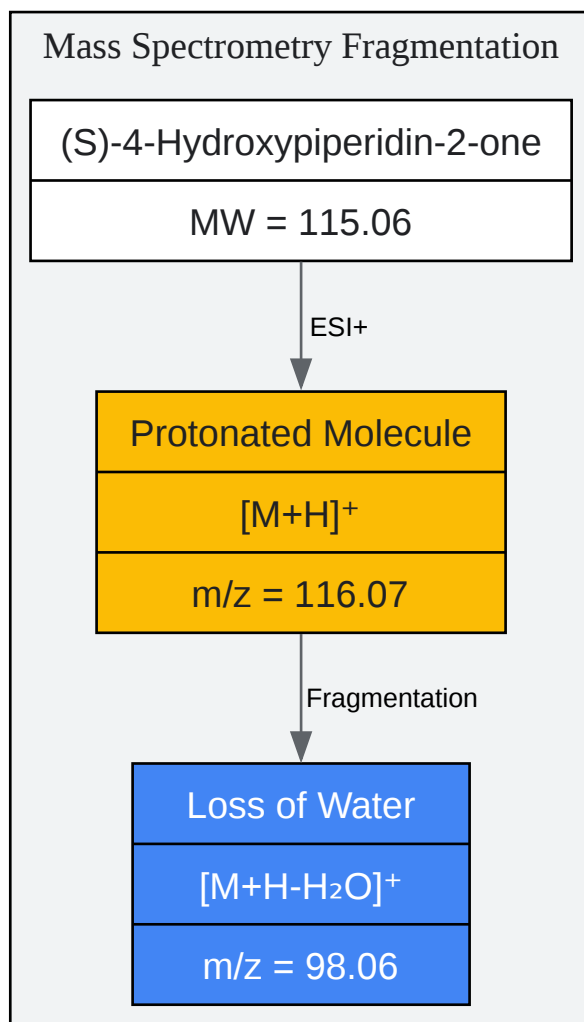 Mass Spectrometry Fragmentation
(S)-4-Hydroxypiperidin-2-one
MW = 115.06
ESI+
Protonated Molecule
[M+H]⁺
m/z = 116.07
Fragmentation
Loss of Water
[M+H-H₂O]⁺
m/z = 98.06